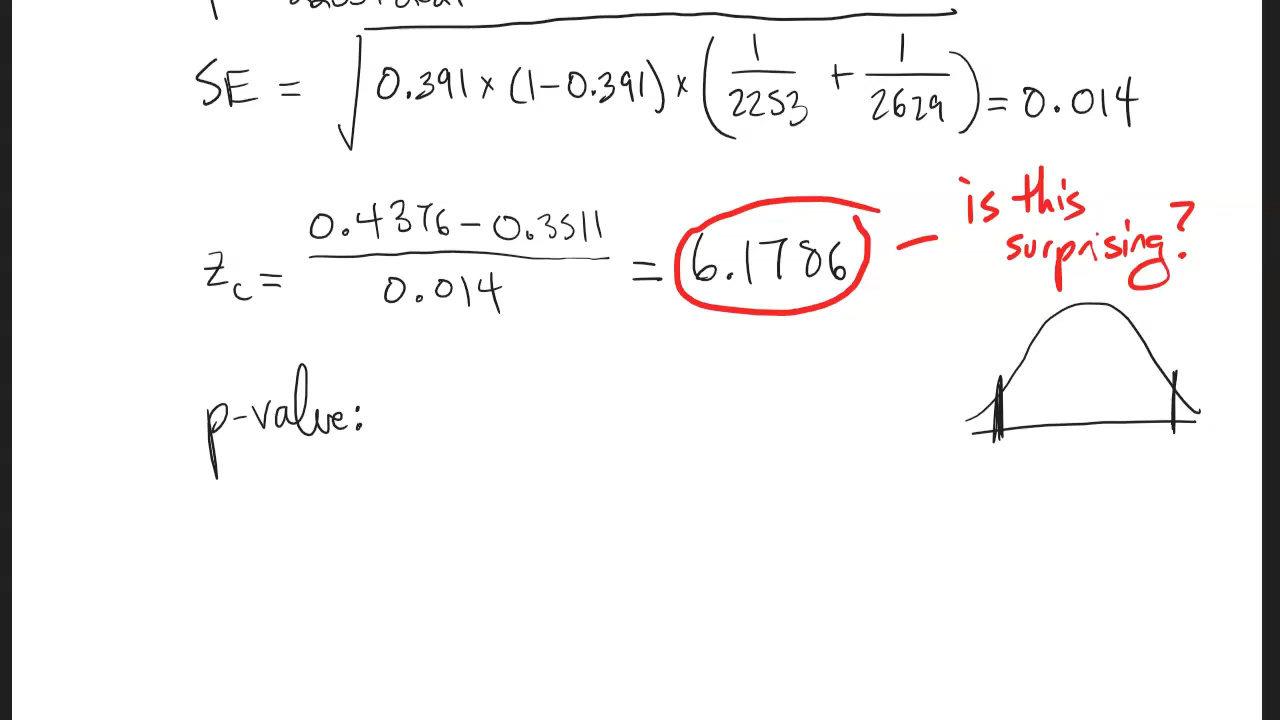 SE = √ 0.391 × (1-0.391) × ( 1/2253 + 1/2629 ) = 0.014
Zc = 0.4376 - 0.3511 / 0.014 = 6.1786 — is this surprising?
p-value: